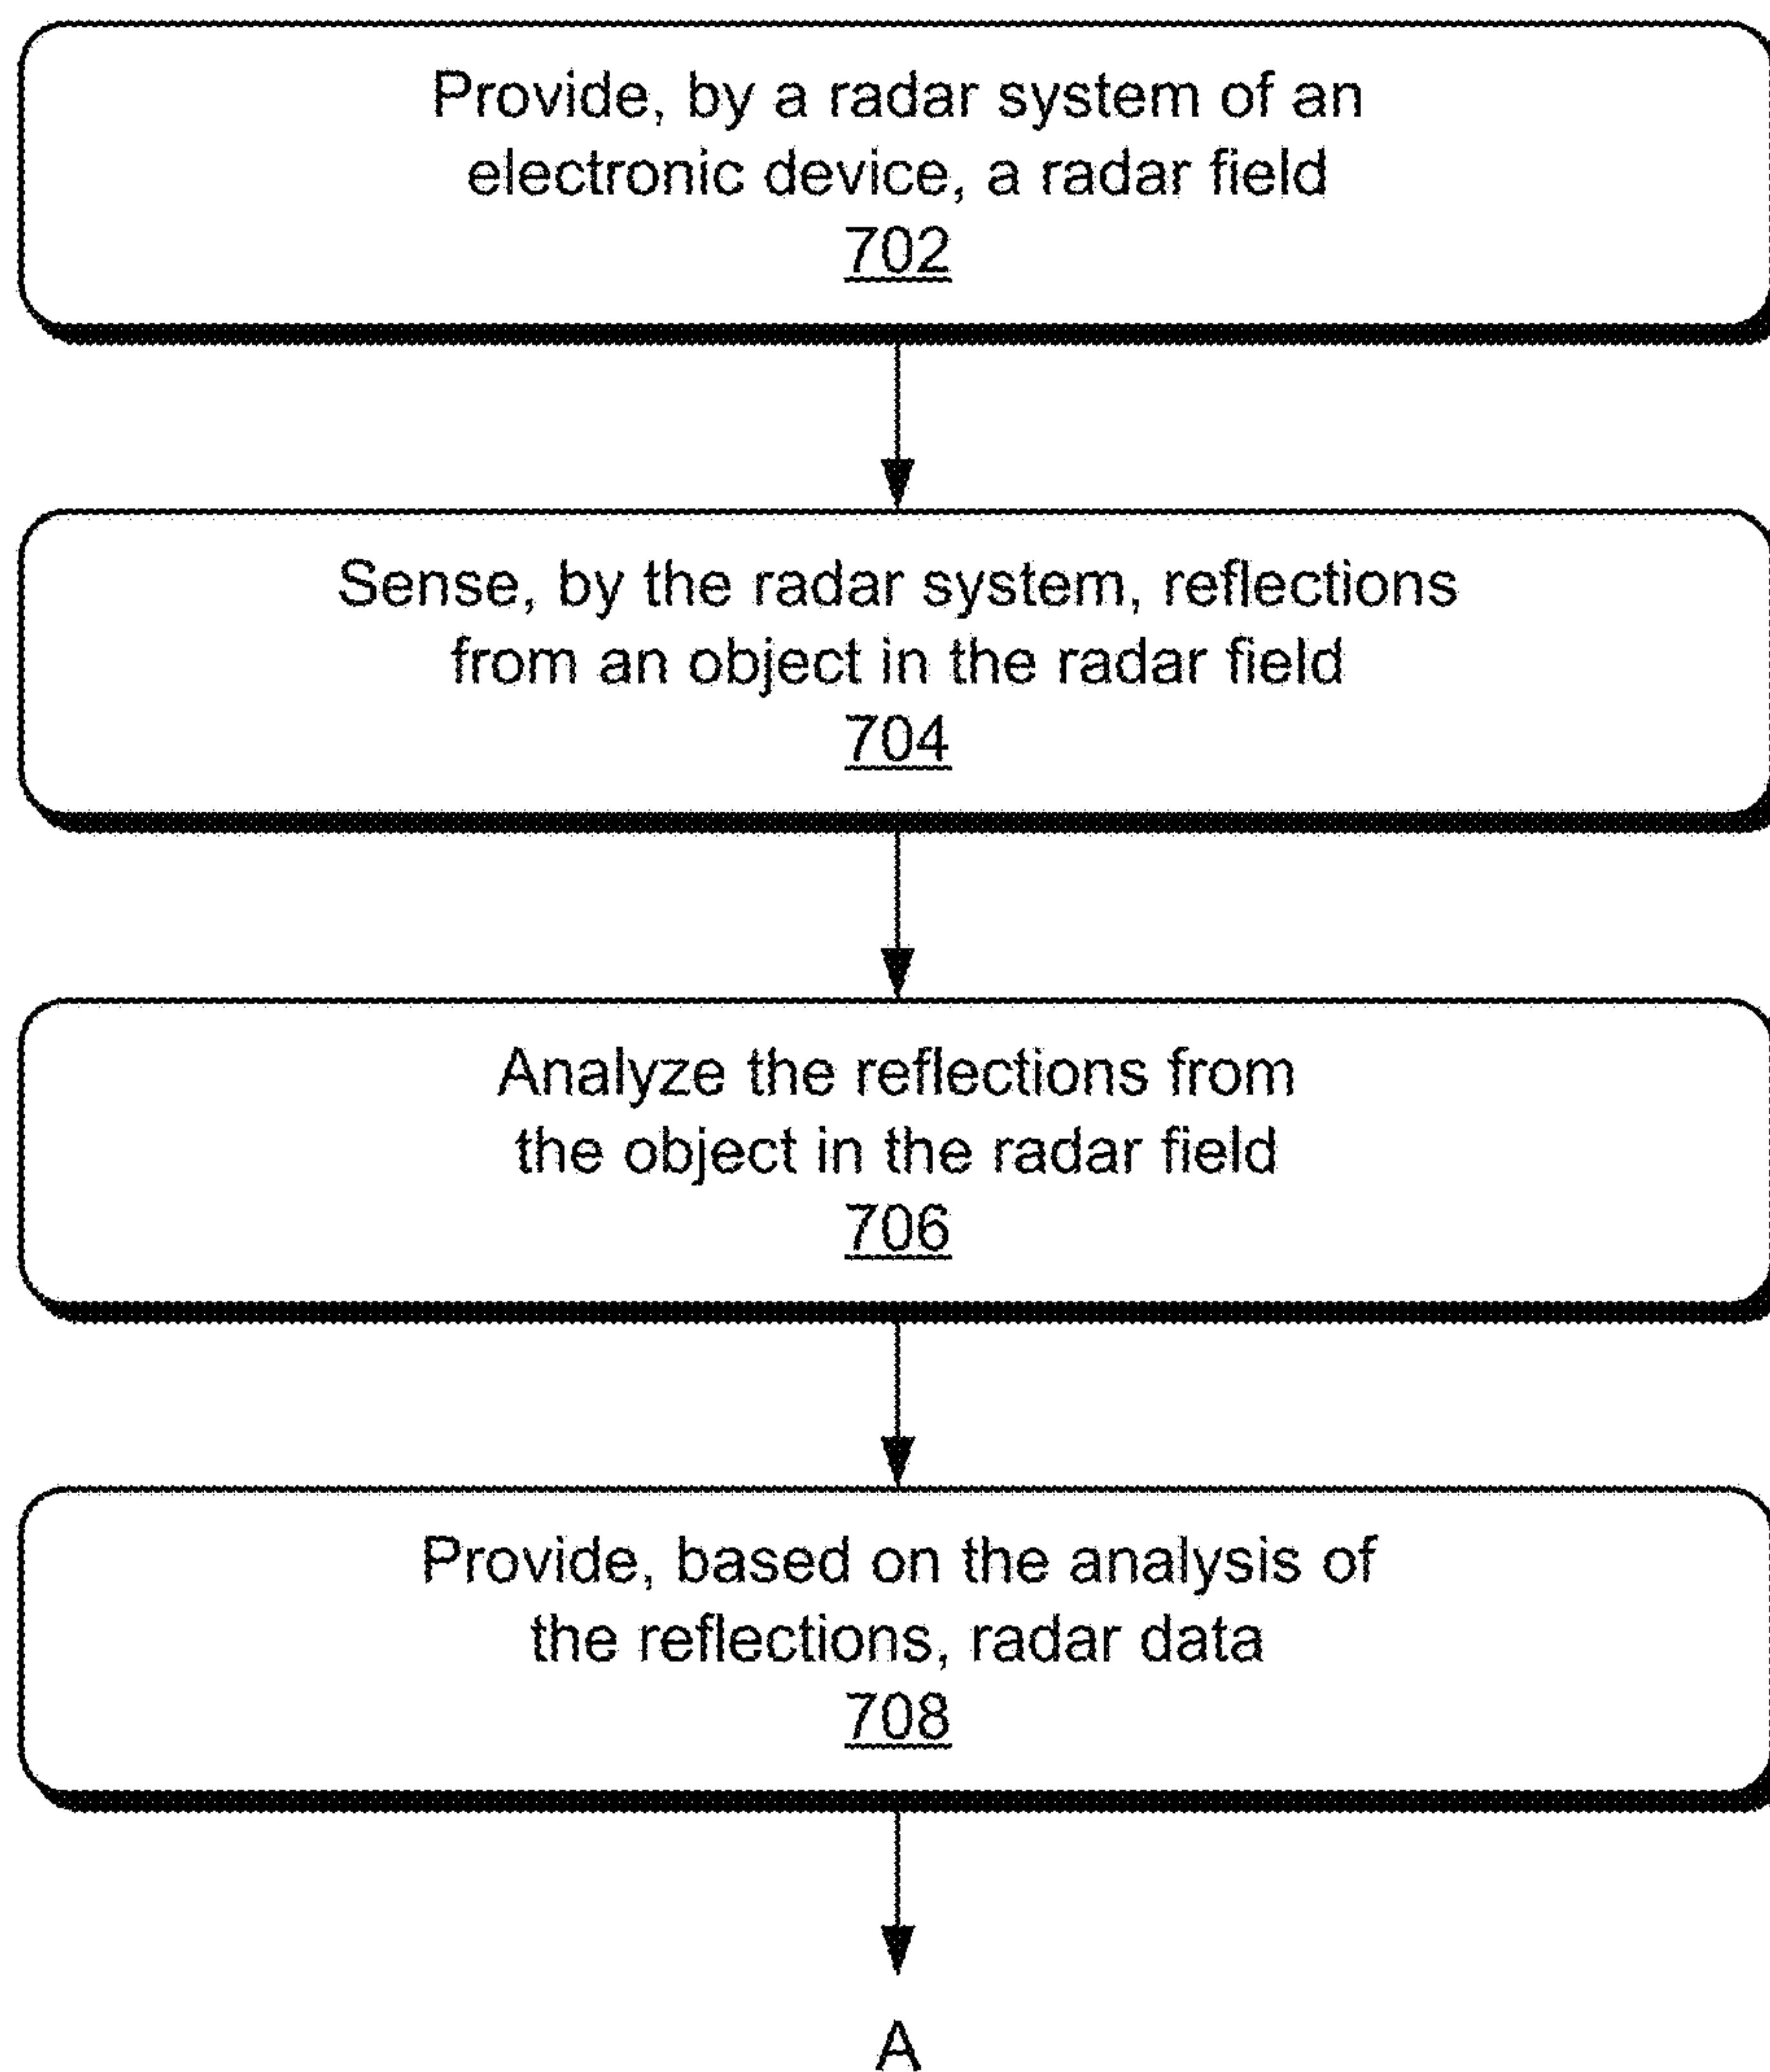 Provide, by a radar system of an
electronic device, a radar field
702
Sense, by the radar system, reflections
from an object in the radar field
704
Analyze the reflections from
the object in the radar field
706
Provide, based on the analysis of
the reflections, radar data
708
A